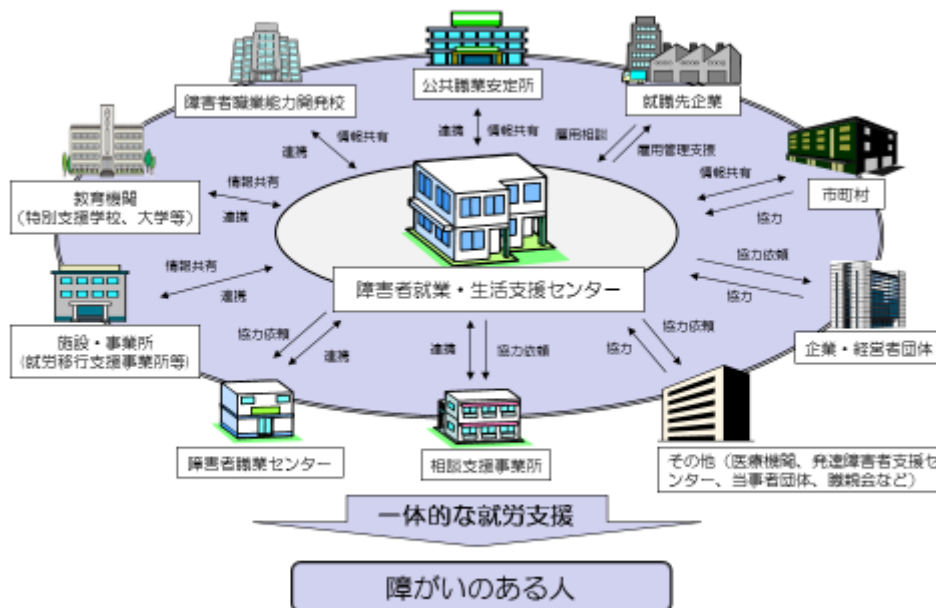 公共職業安定所
障害者職業能力開発校
就職先企業
連携
情報共有
連携
情報共有
雇用相談
雇用管理支援
教育機関
(特別支援学校、大学等)
情報共有
連携
情報共有
協力
市町村
情報共有
連携
障害者就業・生活支援センター
協力依頼
協力
施設・事業所
(就労移行支援事業所等)
協力依頼
連携
連携
協力依頼
協力依頼
協力
企業・経営者団体
障害者職業センター
相談支援事業所
その他(医療機関、発達障害者支援セ
ンター、当事者団体、職親会など)
一体的な就労支援
障がいのある人